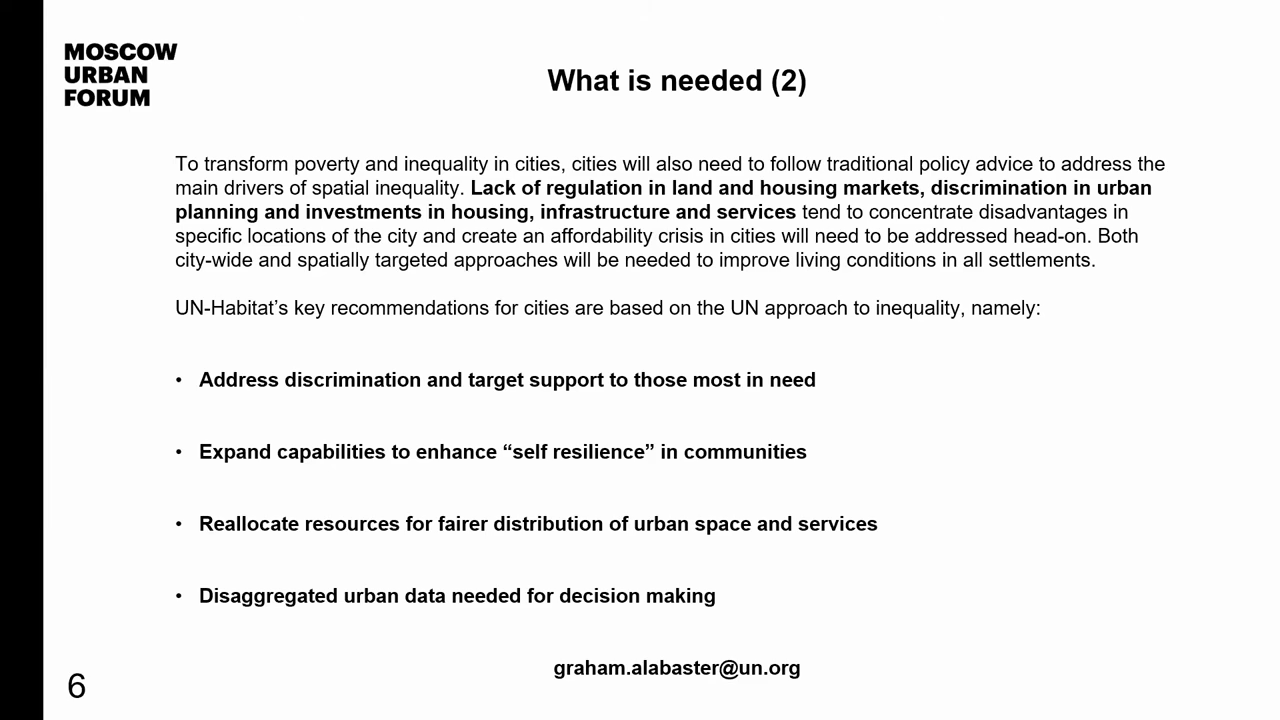 MOSCOW
URBAN
FORUM
What is needed (2)
To transform poverty and inequality in cities, cities will also need to follow traditional policy advice to address the
main drivers of spatial inequality. Lack of regulation in land and housing markets, discrimination in urban
planning and investments in housing, infrastructure and services tend to concentrate disadvantages in
specific locations of the city and create an affordability crisis in cities will need to be addressed head-on. Both
city-wide and spatially targeted approaches will be needed to improve living conditions in all settlements.
UN-Habitat’s key recommendations for cities are based on the UN approach to inequality, namely:
• Address discrimination and target support to those most in need
• Expand capabilities to enhance “self resilience” in communities
• Reallocate resources for fairer distribution of urban space and services
• Disaggregated urban data needed for decision making
graham.alabaster@un.org
6